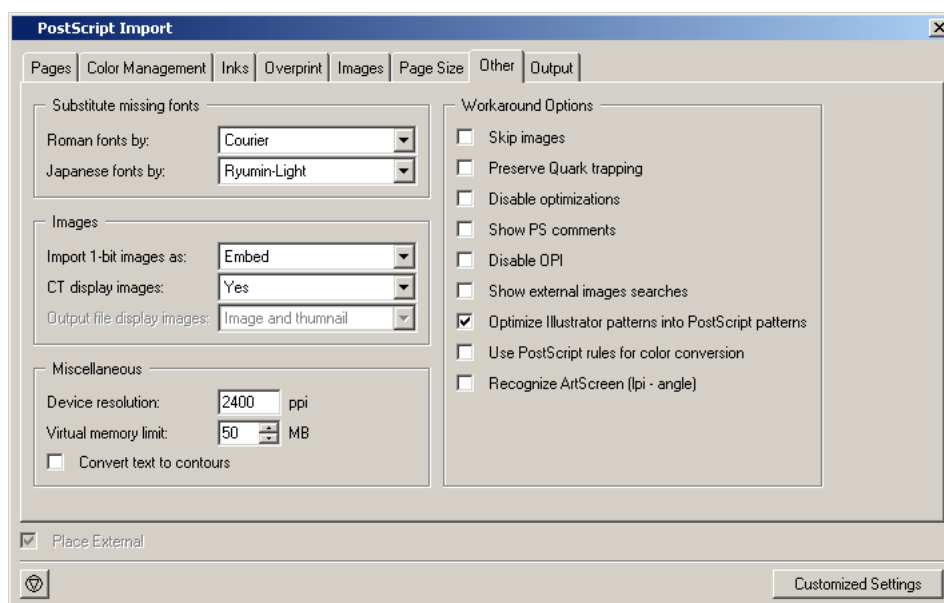 PostScript Import
Pages Color Management Inks Overprint Images Page Size Other Output
Substitute missing fonts
Roman fonts by: Courier
Japanese fonts by: Ryumin-Light
Images
Import 1-bit images as: Embed
CT display images: Yes
Output file display images: Image and thumnail
Miscellaneous
Device resolution: 2400 ppi
Virtual memory limit: 50 MB
Convert text to contours
Workaround Options
Skip images
Preserve Quark trapping
Disable optimizations
Show PS comments
Disable OPI
Show external images searches
Optimize Illustrator patterns into PostScript patterns
Use PostScript rules for color conversion
Recognize ArtScreen (lpi - angle)
Place External
Customized Settings